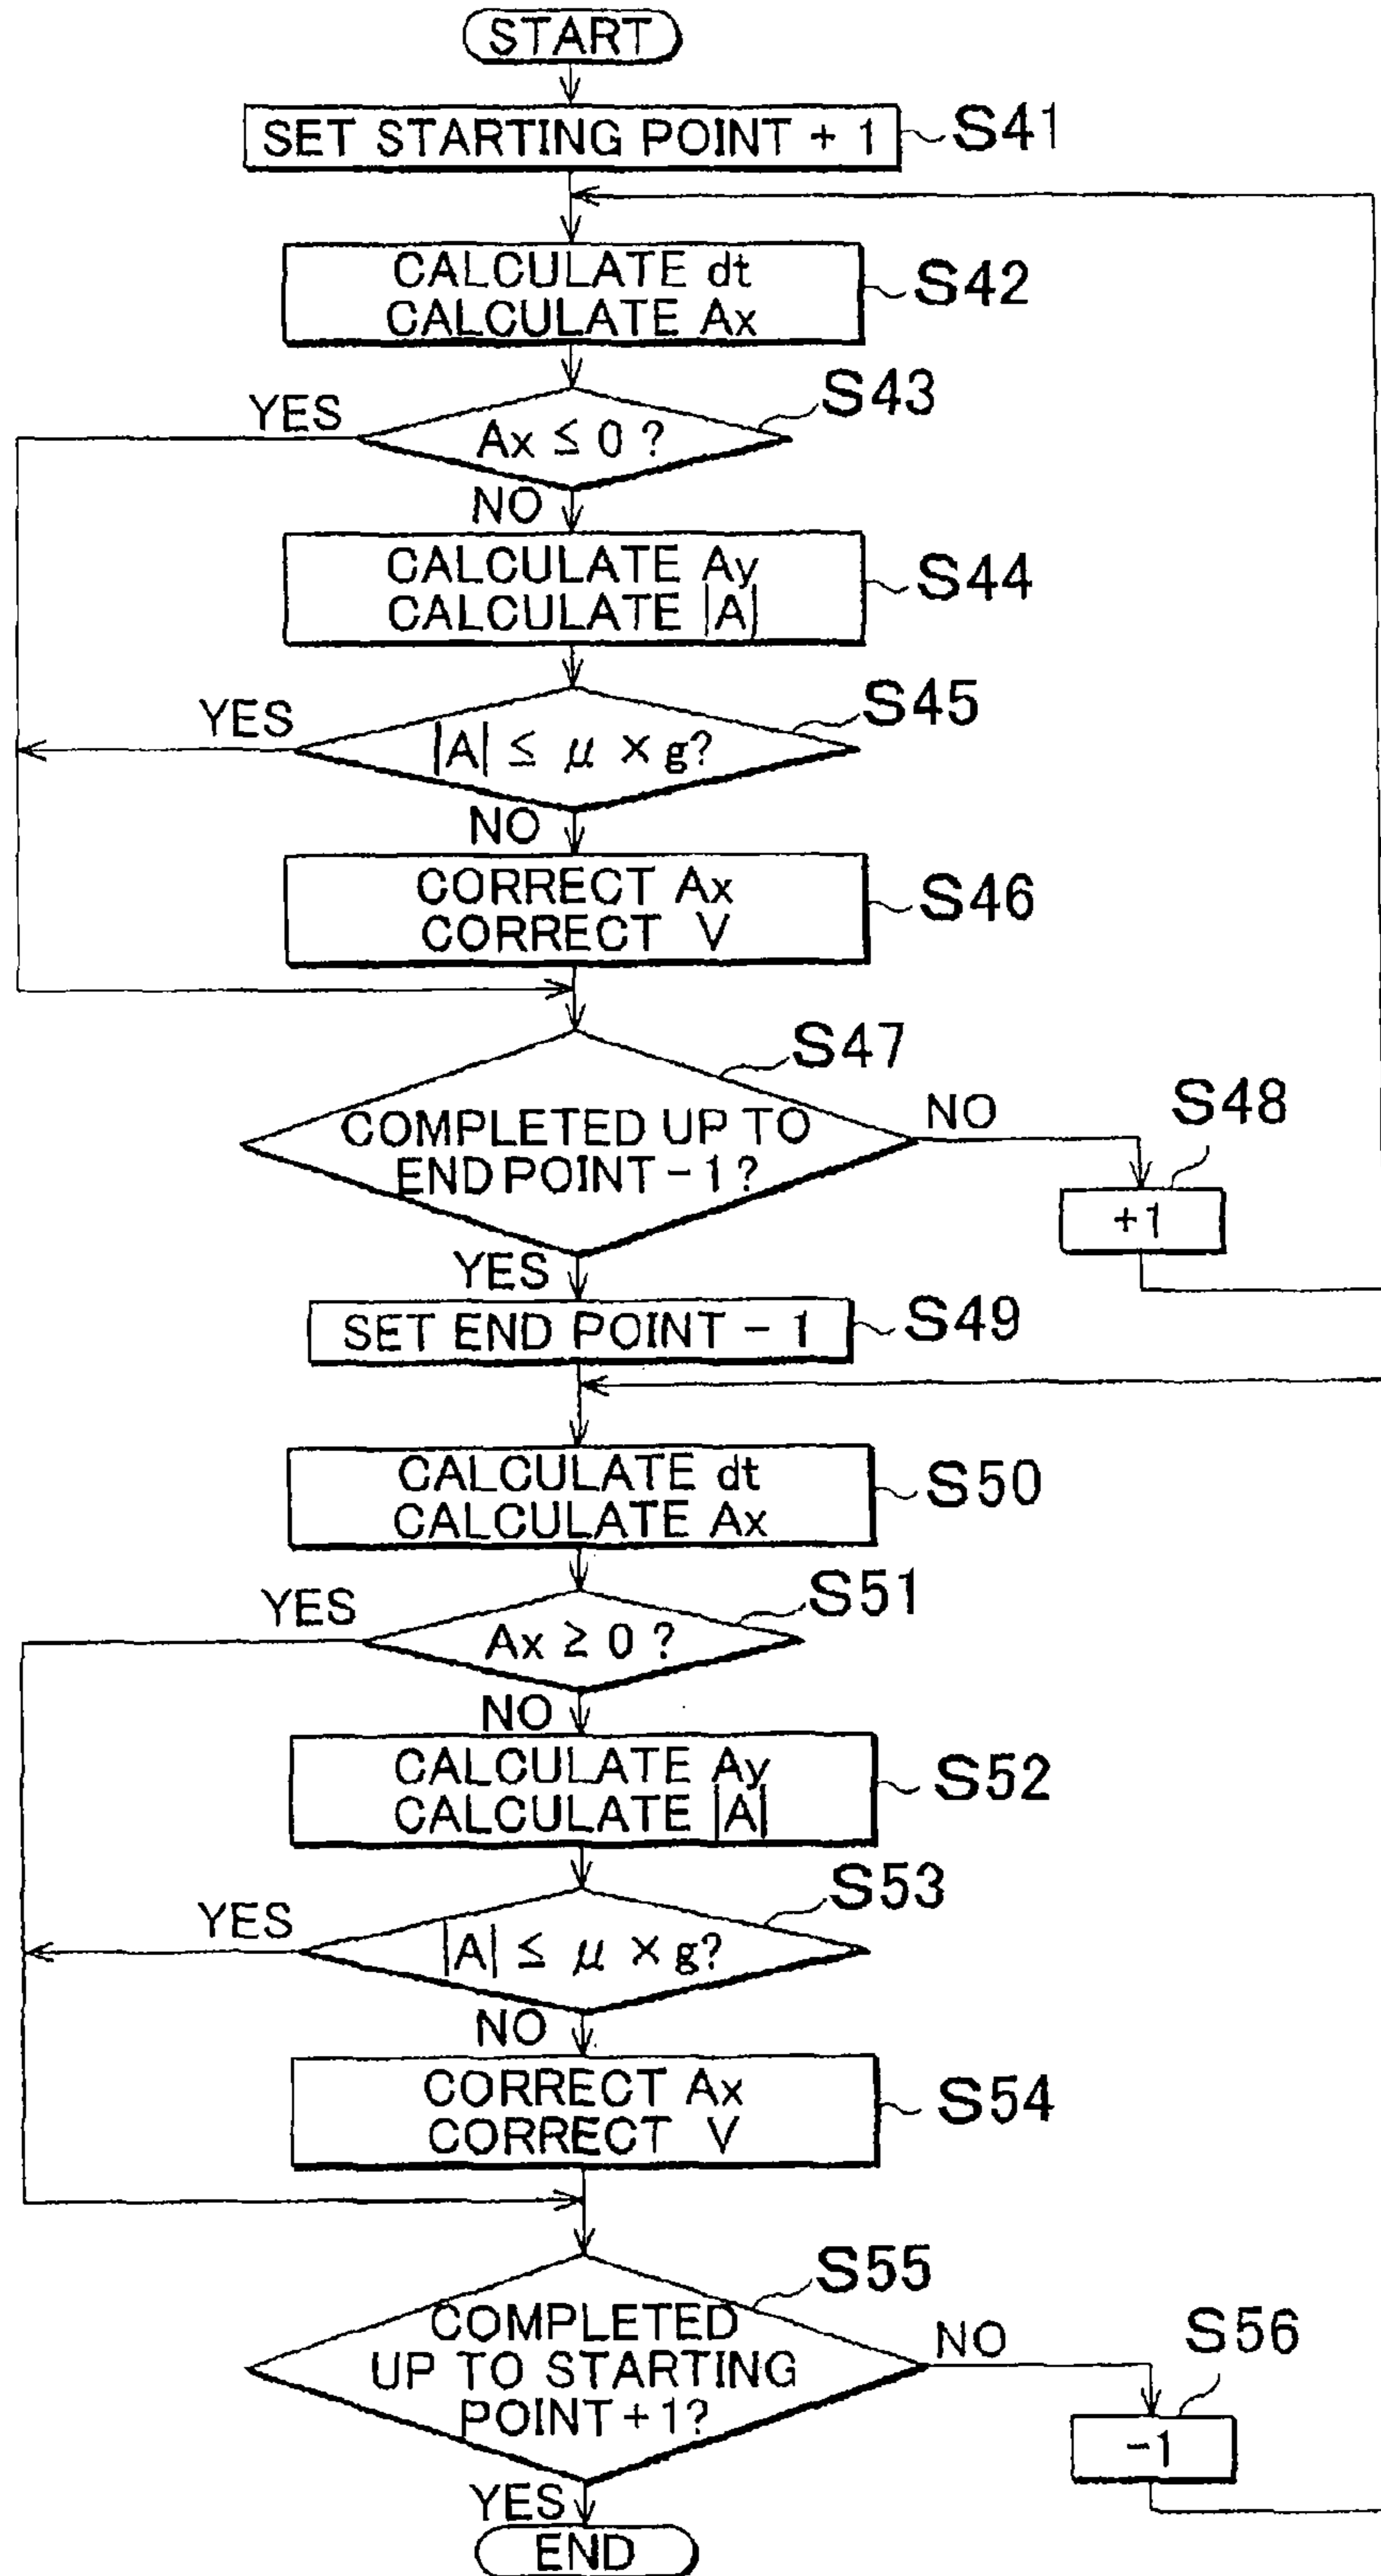 START
SET STARTING POINT + 1
S41
CALCULATE dt
CALCULATE Ax
S42
YES
Ax ≤ 0 ?
S43
NO
CALCULATE Ay
CALCULATE |A|
S44
YES
|A| ≤ μ × g?
S45
NO
CORRECT Ax
CORRECT V
S46
S47
COMPLETED UP TO
END POINT - 1 ?
NO
S48
+1
YES
SET END POINT - 1
S49
CALCULATE dt
CALCULATE Ax
S50
YES
Ax ≥ 0 ?
S51
NO
CALCULATE Ay
CALCULATE |A|
S52
YES
|A| ≤ μ × g?
S53
NO
CORRECT Ax
CORRECT V
S54
S55
COMPLETED
UP TO STARTING
POINT + 1?
NO
S56
-1
YES
END